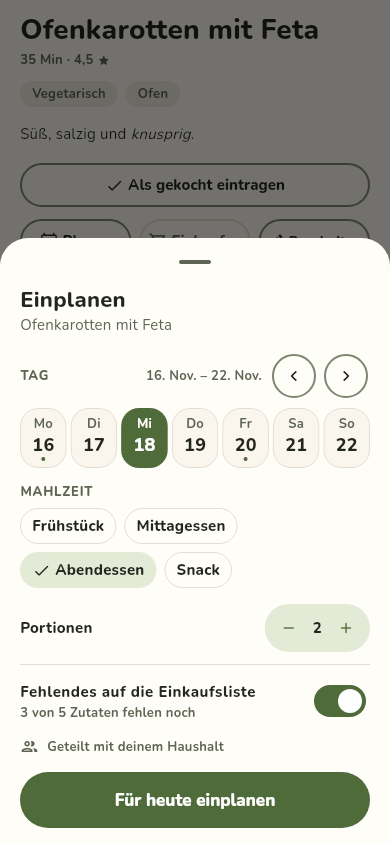 Ofenkarotten mit Feta
35 Min · 4,5 ★
Vegetarisch Ofen
Süß, salzig und knusprig.
Als gekocht eintragen
Einplanen
Ofenkarotten mit Feta
TAG 16. Nov. – 22. Nov.
Mo Di Mi Do Fr Sa So
16 17 18 19 20 21 22
MAHLZEIT
Frühstück Mittagessen
Abendessen Snack
Portionen − 2 +
Fehlendes auf die Einkaufsliste
3 von 5 Zutaten fehlen noch
Geteilt mit deinem Haushalt
Für heute einplanen